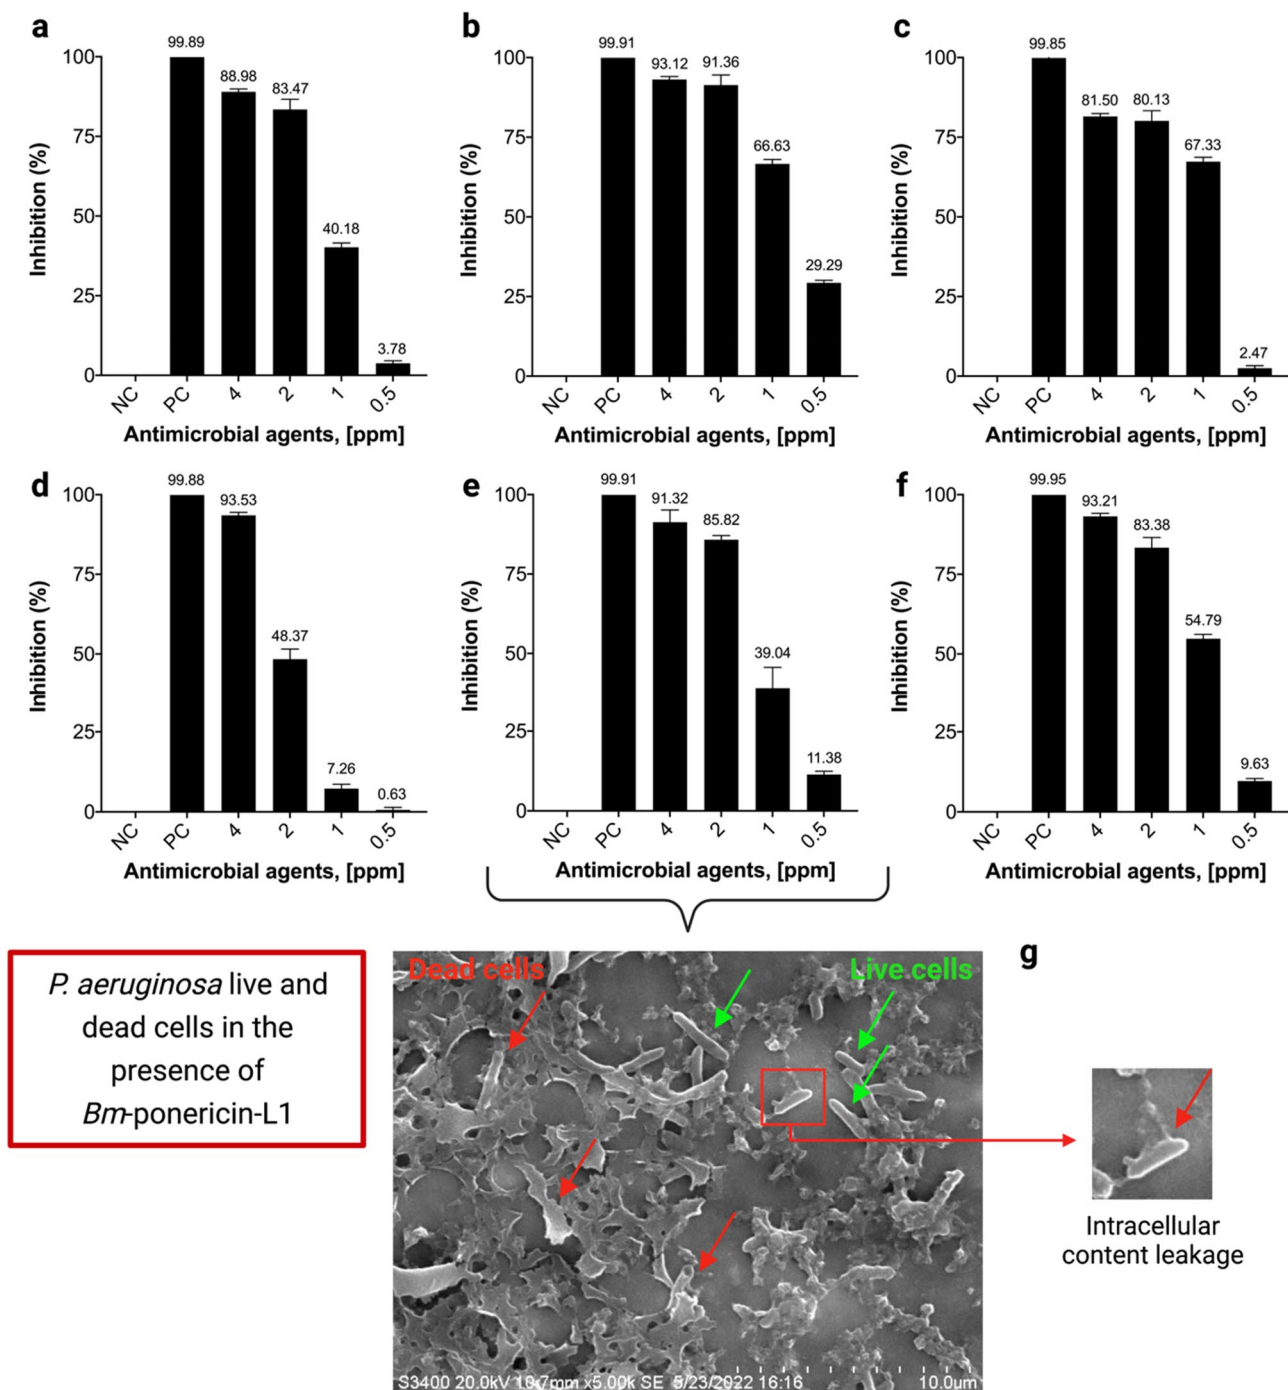 a
99.89
88.98
83.47
40.18
3.78
100
75
50
25
0
Inhibition (%)
NC PC 4 2 1 0.5
Antimicrobial agents, [ppm]
b
99.91
93.12
91.36
66.63
29.29
100
75
50
25
0
Inhibition (%)
NC PC 4 2 1 0.5
Antimicrobial agents, [ppm]
c
99.85
81.50
80.13
67.33
2.47
100
75
50
25
0
Inhibition (%)
NC PC 4 2 1 0.5
Antimicrobial agents, [ppm]
d
99.88
93.53
48.37
7.26
0.63
100
75
50
25
0
Inhibition (%)
NC PC 4 2 1 0.5
Antimicrobial agents, [ppm]
e
99.91
91.32
85.82
39.04
11.38
100
75
50
25
0
Inhibition (%)
NC PC 4 2 1 0.5
Antimicrobial agents, [ppm]
f
99.95
93.21
83.38
54.79
9.63
100
75
50
25
0
Inhibition (%)
NC PC 4 2 1 0.5
Antimicrobial agents, [ppm]
P. aeruginosa live and
dead cells in the
presence of
Bm-ponericin-L1
Dead cells
Live cells
g
Intracellular
content leakage
S3400 20.0kV 10.7mm x5.00k SE 5/23/2022 16:16 10.0um